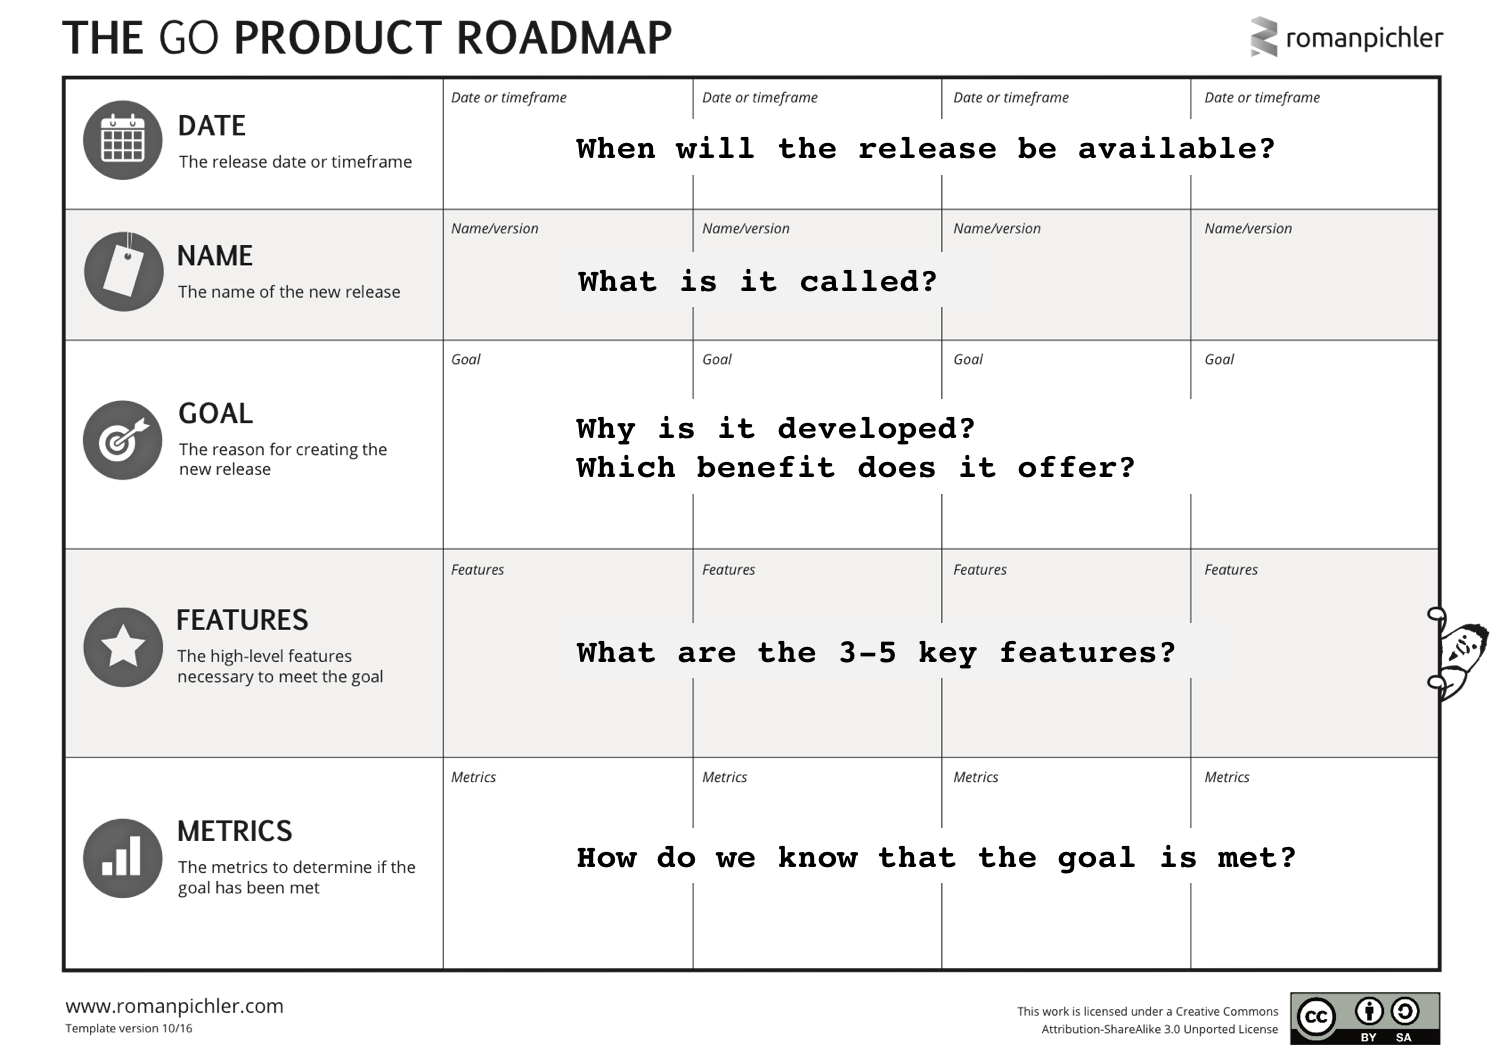 THE GO PRODUCT ROADMAP
romanpichler
DATE
The release date or timeframe
Date or timeframe
Date or timeframe
Date or timeframe
Date or timeframe
When will the release be available?
NAME
The name of the new release
Name/version
Name/version
Name/version
Name/version
What is it called?
GOAL
The reason for creating the
new release
Goal
Goal
Goal
Goal
Why is it developed?
Which benefit does it offer?
FEATURES
The high-level features
necessary to meet the goal
Features
Features
Features
Features
What are the 3-5 key features?
METRICS
The metrics to determine if the
goal has been met
Metrics
Metrics
Metrics
Metrics
How do we know that the goal is met?
www.romanpichler.com
Template version 10/16
This work is licensed under a Creative Commons
Attribution-ShareAlike 3.0 Unported License
cc
BY SA